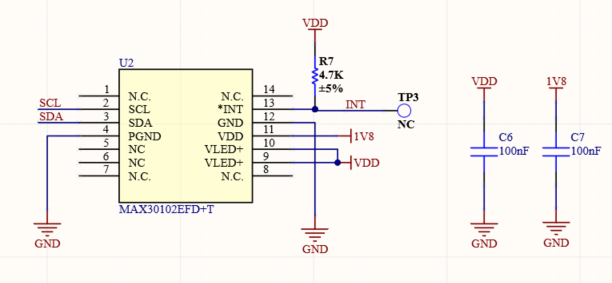 VDD
R7
4.7K
±5%
U2
1 N.C. N.C. 14
SCL 2 SCL *INT 13 INT TP3
SDA 3 SDA GND 12 NC
4 PGND VDD 11 1V8
5 NC VLED+ 10
6 NC VLED+ 9 VDD
7 N.C. N.C. 8
MAX30102EFD+T
GND
GND
VDD 1V8
C6 C7
100nF 100nF
GND GND